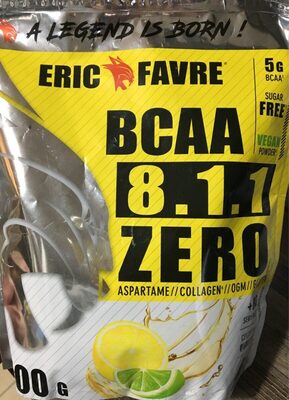 A LEGEND IS BORN !
ERIC FAVRE
5 G
BCAA
SUGAR
FREE
VEGAN
POWDER
BCAA
8.1.1
ZERO
ASPARTAME//COLLAGEN*//OGM//
00 G